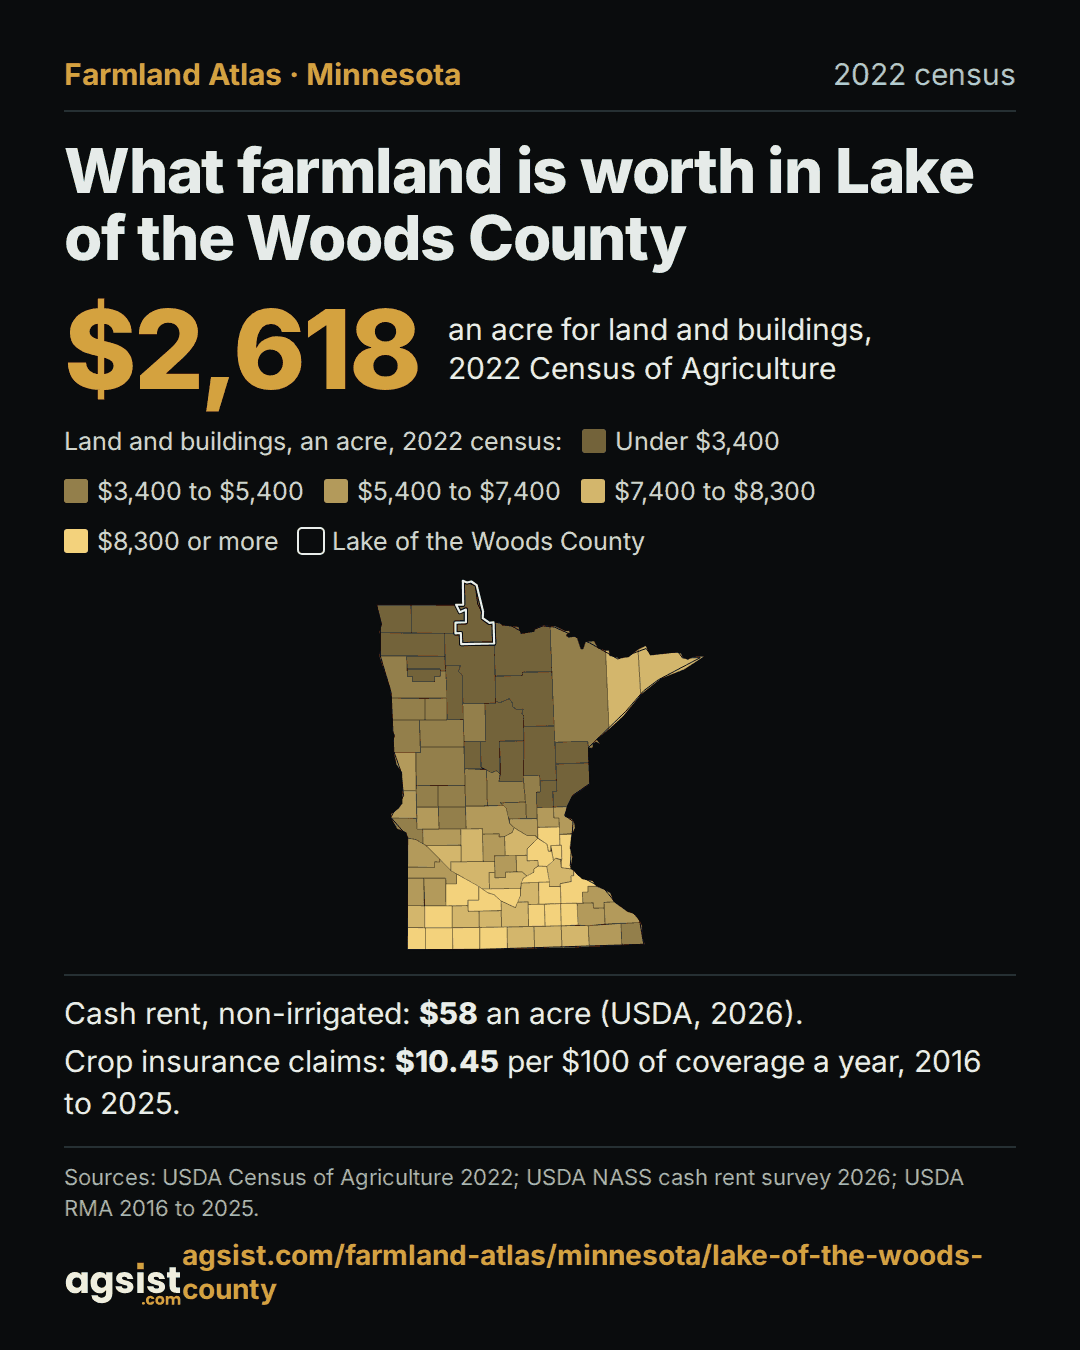 Farmland Atlas · Minnesota
2022 census
What farmland is worth in Lake
of the Woods County
$2,618
an acre for land and buildings,
2022 Census of Agriculture
Land and buildings, an acre, 2022 census: Under $3,400
$3,400 to $5,400 $5,400 to $7,400 $7,400 to $8,300
$8,300 or more Lake of the Woods County
Cash rent, non-irrigated: $58 an acre (USDA, 2026).
Crop insurance claims: $10.45 per $100 of coverage a year, 2016
to 2025.
Sources: USDA Census of Agriculture 2022; USDA NASS cash rent survey 2026; USDA
RMA 2016 to 2025.
agsist.com
agsist.com/farmland-atlas/minnesota/lake-of-the-woods-
county